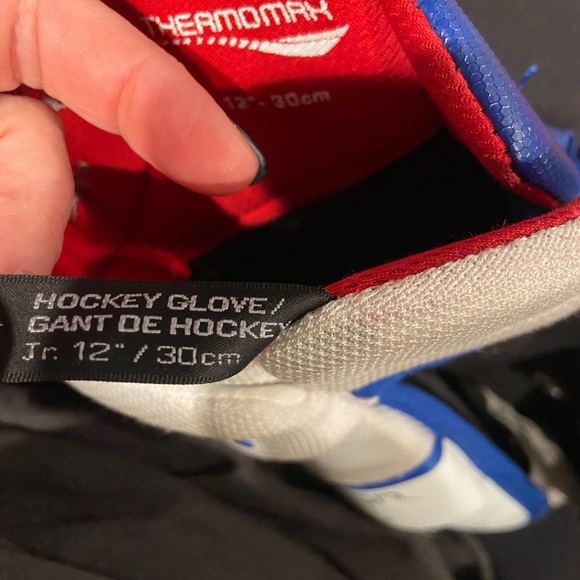 THERMOMAX
12" - 30cm
HOCKEY GLOVE/
GANT DE HOCKEY
Jr. 12" / 30cm